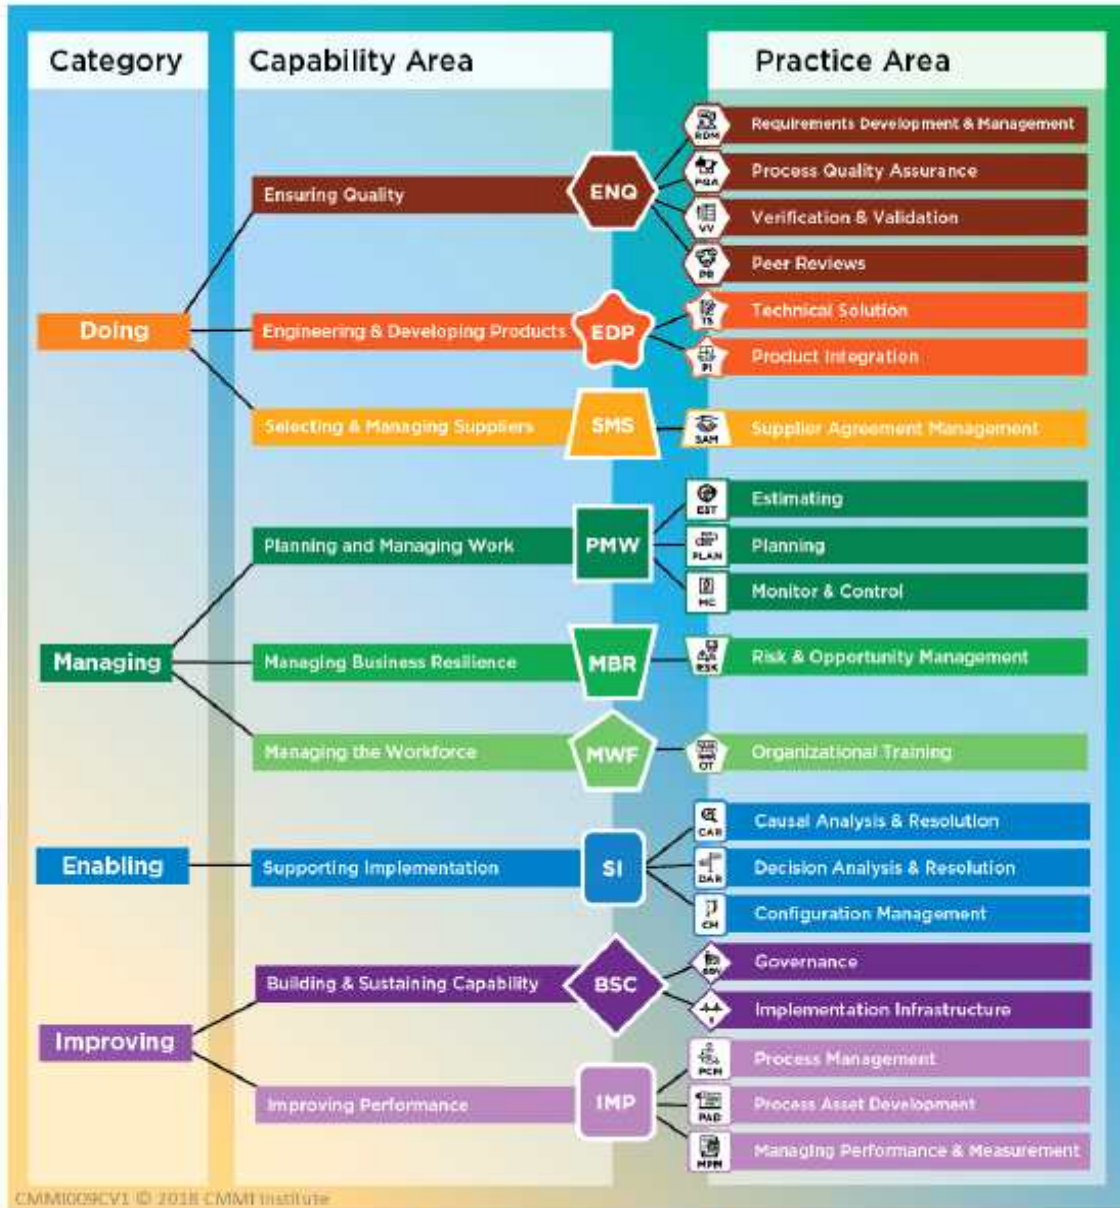 Category
Capability Area
Practice Area
Doing
Ensuring Quality
ENQ
RDM
Requirements Development & Management
PQA
Process Quality Assurance
VV
Verification & Validation
PR
Peer Reviews
Engineering & Developing Products
EDP
TS
Technical Solution
PI
Product Integration
Selecting & Managing Suppliers
SMS
SAM
Supplier Agreement Management
Managing
Planning and Managing Work
PMW
EST
Estimating
PLAN
Planning
MC
Monitor & Control
Managing Business Resilience
MBR
RSK
Risk & Opportunity Management
Managing the Workforce
MWF
OT
Organizational Training
Enabling
Supporting Implementation
SI
CAR
Causal Analysis & Resolution
DAR
Decision Analysis & Resolution
CM
Configuration Management
Improving
Building & Sustaining Capability
BSC
Governance
Implementation Infrastructure
Improving Performance
IMP
PCM
Process Management
PAD
Process Asset Development
MPM
Managing Performance & Measurement
CMMI009CV1 © 2018 CMMI Institute